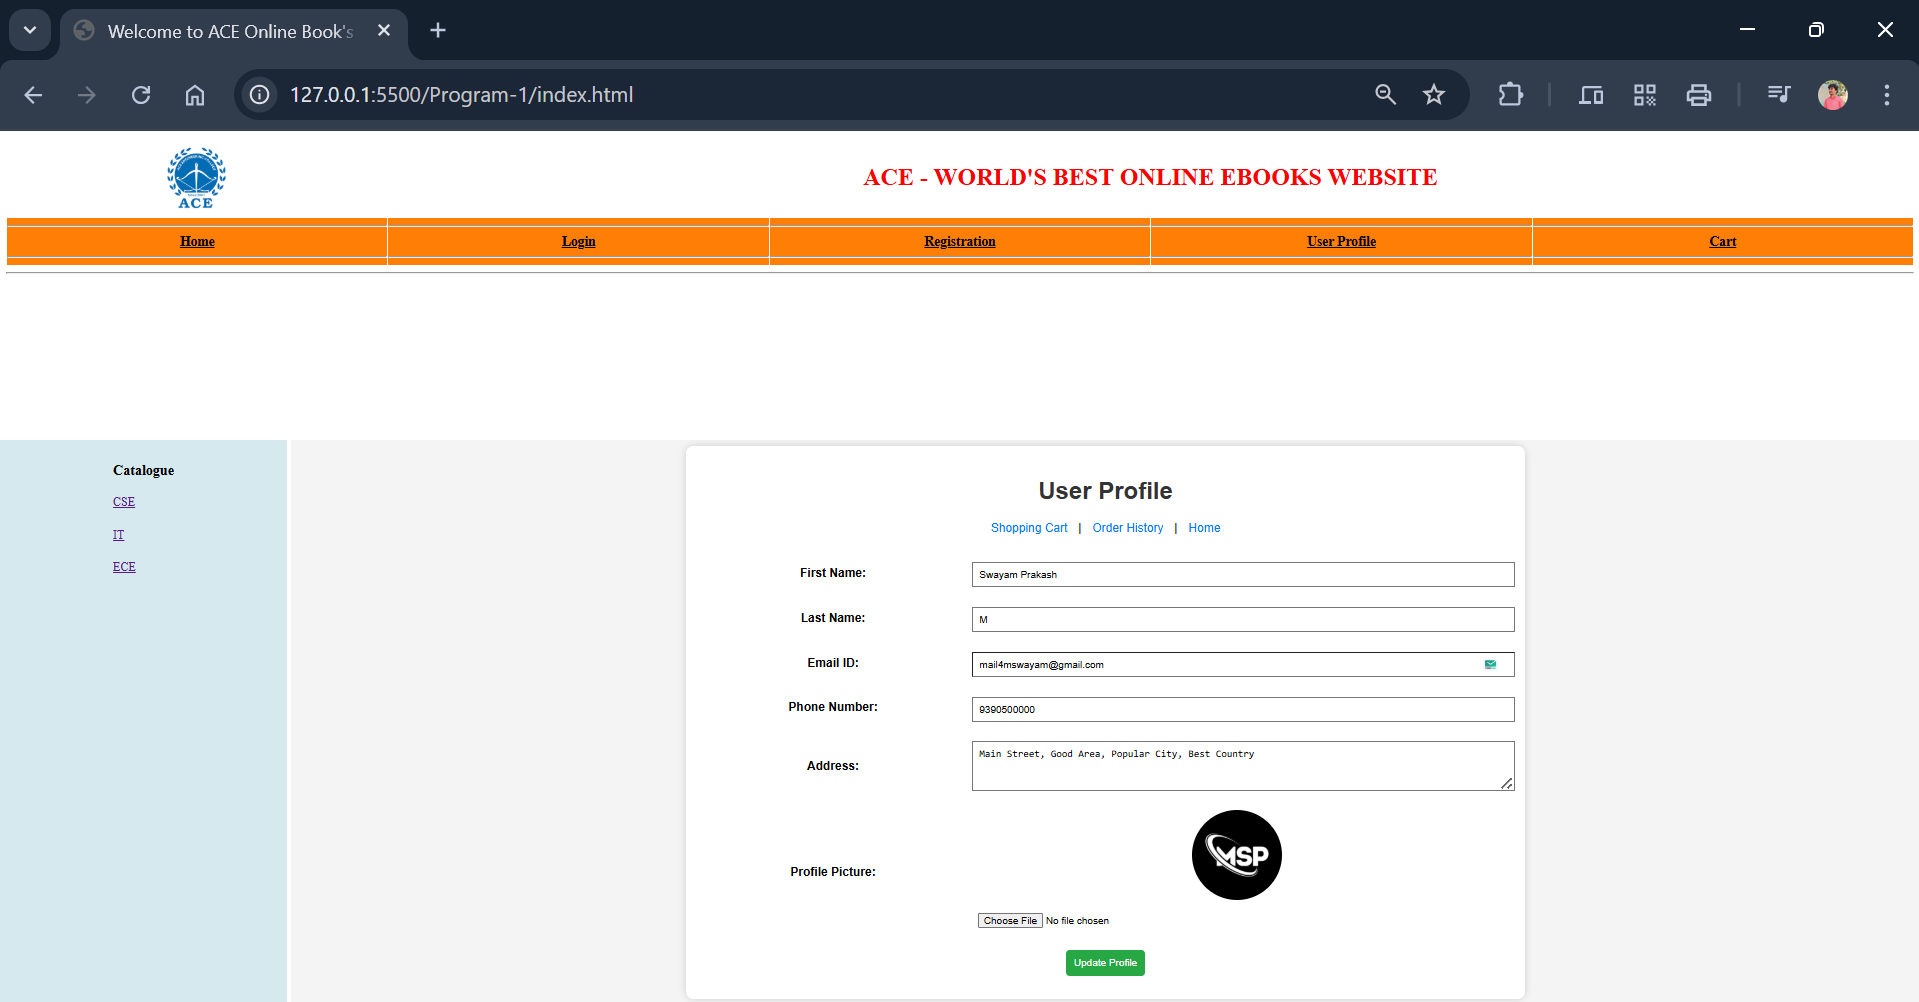 Welcome to ACE Online Book's
127.0.0.1:5500/Program-1/index.html
ACE
ACE - WORLD'S BEST ONLINE EBOOKS WEBSITE
Home Login Registration User Profile Cart
Catalogue
CSE
IT
ECE
User Profile
Shopping Cart | Order History | Home
First Name: Swayam Prakash
Last Name: M
Email ID: mail4mswayam@gmail.com
Phone Number: 9390500000
Address: Main Street, Good Area, Popular City, Best Country
MSP
Profile Picture:
Choose File No file chosen
Update Profile